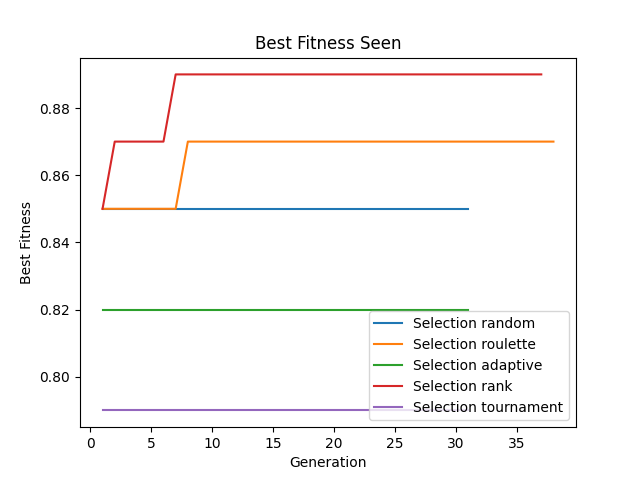 Best Fitness Seen
Best Fitness
0.88
0.86
0.84
0.82
0.80
Selection random
Selection roulette
Selection adaptive
Selection rank
Selection tournament
0 5 10 15 20 25 30 35
Generation